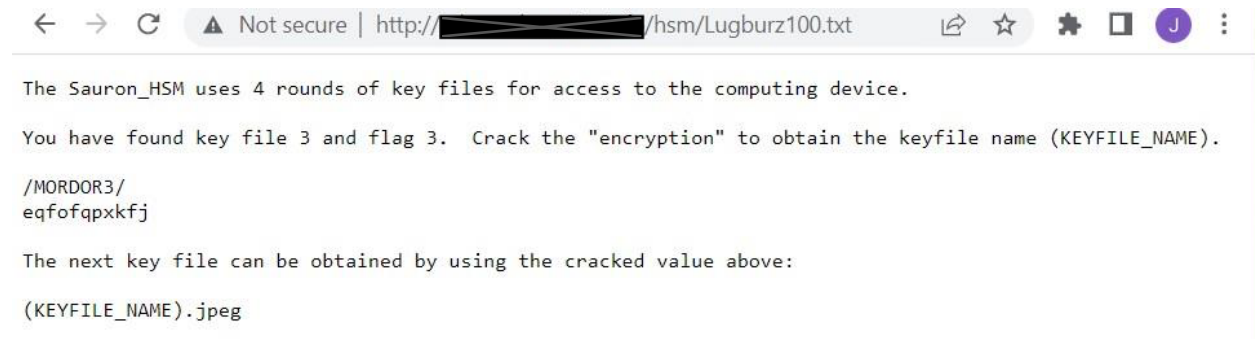 Not secure | http:// /hsm/Lugburz100.txt J
The Sauron_HSM uses 4 rounds of key files for access to the computing device.
You have found key file 3 and flag 3.  Crack the "encryption" to obtain the keyfile name (KEYFILE_NAME).
/MORDOR3/
eqfofqpxkfj
The next key file can be obtained by using the cracked value above:
(KEYFILE_NAME).jpeg